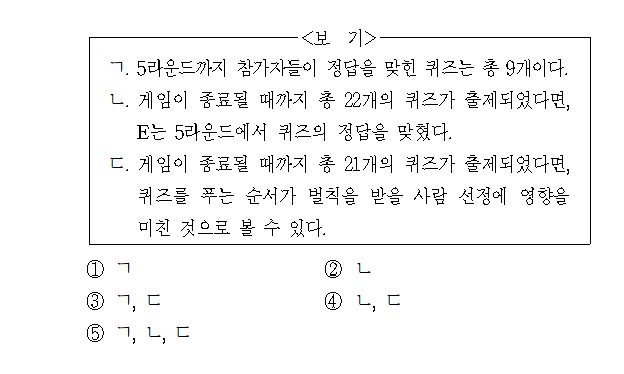 <보 기>
ㄱ. 5라운드까지 참가자들이 정답을 맞힌 퀴즈는 총 9개이다.
ㄴ. 게임이 종료될 때까지 총 22개의 퀴즈가 출제되었다면,
E는 5라운드에서 퀴즈의 정답을 맞혔다.
ㄷ. 게임이 종료될 때까지 총 21개의 퀴즈가 출제되었다면,
퀴즈를 푸는 순서가 벌칙을 받을 사람 선정에 영향을
미친 것으로 볼 수 있다.
① ㄱ ② ㄴ
③ ㄱ, ㄷ ④ ㄴ, ㄷ
⑤ ㄱ, ㄴ, ㄷ